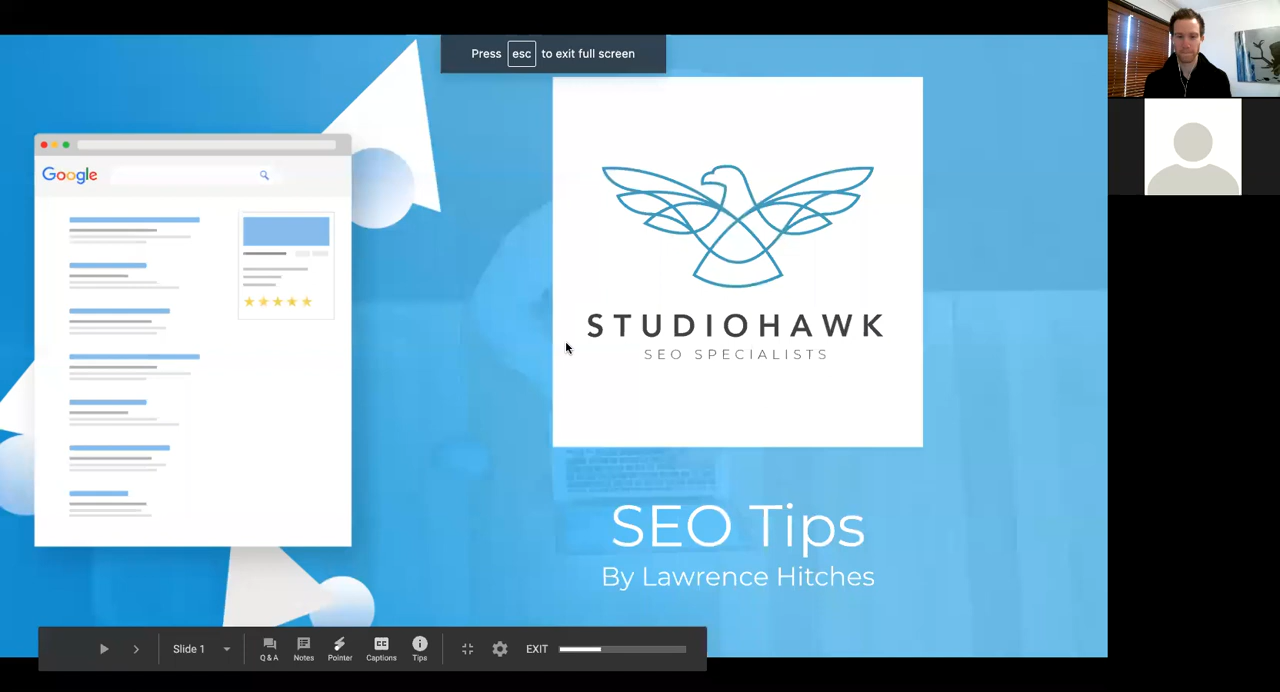 Press esc to exit full screen
Google
STUDIOHAWK
SEO SPECIALISTS
SEO Tips
By Lawrence Hitches
Slide 1
Q & A
Notes
Pointer
CC
Captions
Tips
EXIT